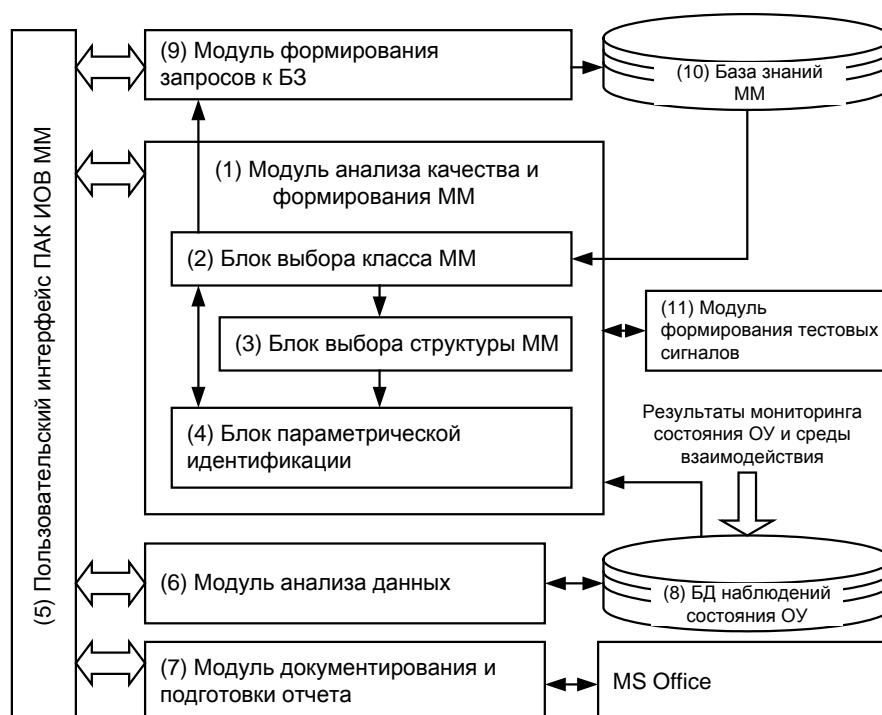 (5) Пользовательский интерфейс ПАК ИОВ ММ
(9) Модуль формирования
запросов к БЗ
(10) База знаний
ММ
(1) Модуль анализа качества и
формирования ММ
(2) Блок выбора класса ММ
(3) Блок выбора структуры ММ
(4) Блок параметрической
идентификации
(11) Модуль
формирования тестовых
сигналов
Результаты мониторинга
состояния ОУ и среды
взаимодействия
(6) Модуль анализа данных
(8) БД наблюдений
состояния ОУ
(7) Модуль документирования и
подготовки отчета
MS Office